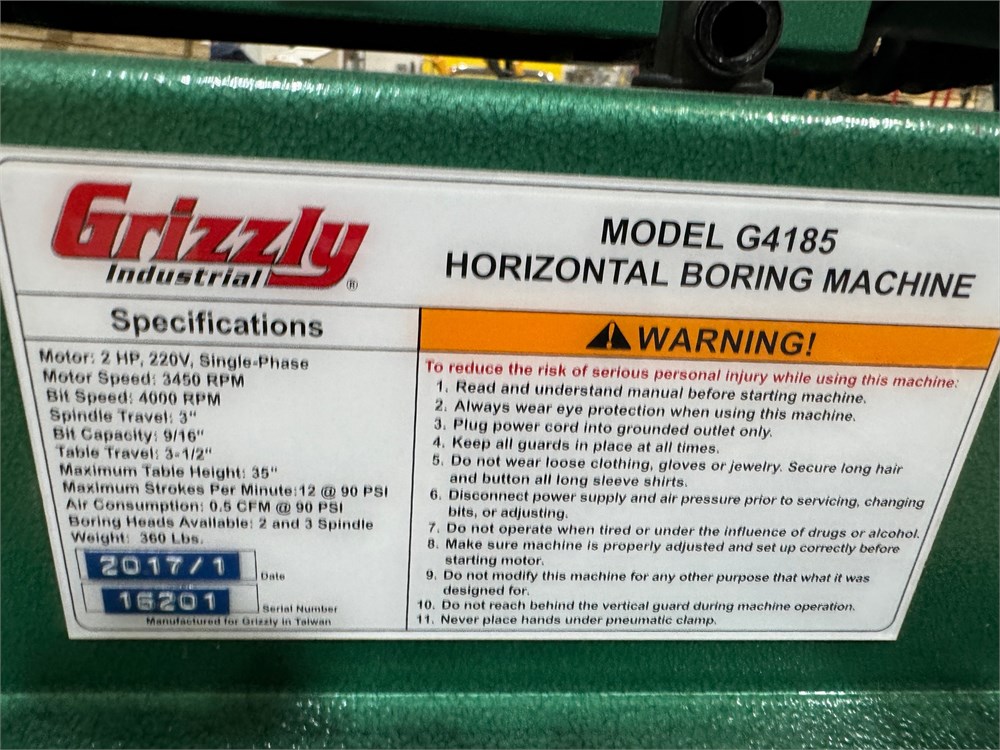 Grizzly
Industrial ®
MODEL G4185
HORIZONTAL BORING MACHINE
Specifications
Motor: 2 HP, 220V, Single-Phase
Motor Speed: 3450 RPM
Bit Speed: 4000 RPM
Spindle Travel: 3"
Bit Capacity: 9/16"
Table Travel: 3-1/2"
Maximum Table Height: 35"
Maximum Strokes Per Minute:12 @ 90 PSI
Air Consumption: 0.5 CFM @ 90 PSI
Boring Heads Available: 2 and 3 Spindle
Weight: 360 Lbs.
2017/1 Date
16201 Serial Number
Manufactured for Grizzly in Taiwan
WARNING!
To reduce the risk of serious personal injury while using this machine:
1. Read and understand manual before starting machine.
2. Always wear eye protection when using this machine.
3. Plug power cord into grounded outlet only.
4. Keep all guards in place at all times.
5. Do not wear loose clothing, gloves or jewelry. Secure long hair
and button all long sleeve shirts.
6. Disconnect power supply and air pressure prior to servicing, changing
bits, or adjusting.
7. Do not operate when tired or under the influence of drugs or alcohol.
8. Make sure machine is properly adjusted and set up correctly before
starting motor.
9. Do not modify this machine for any other purpose that what it was
designed for.
10. Do not reach behind the vertical guard during machine operation.
11. Never place hands under pneumatic clamp.